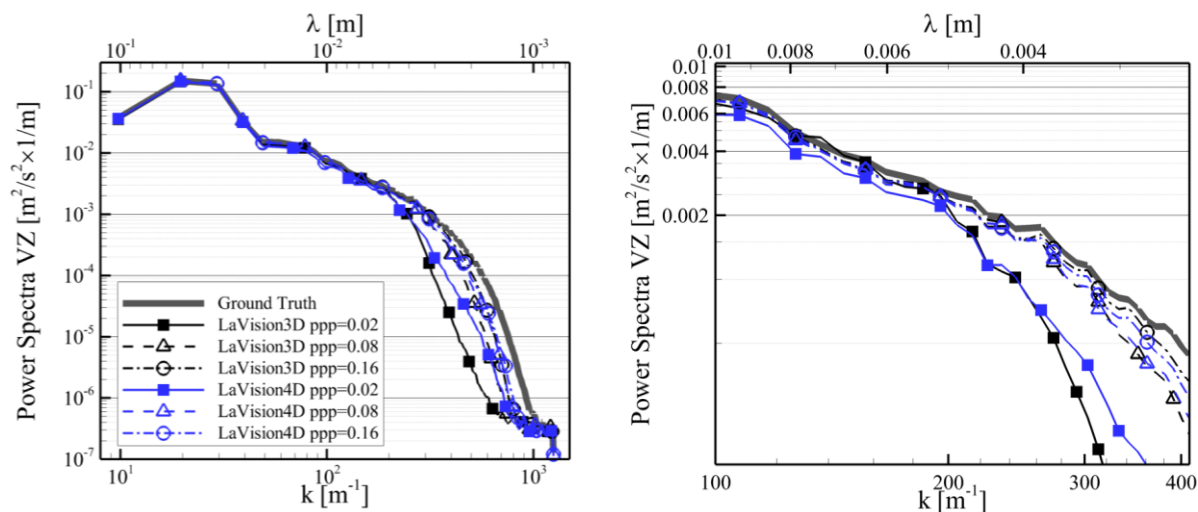 λ [m]
10⁻¹ 10⁻² 10⁻³
Power Spectra VZ [m²/s²×1/m]
10⁻¹
10⁻²
10⁻³
10⁻⁴
10⁻⁵
10⁻⁶
10⁻⁷
Ground Truth
LaVision3D ppp=0.02
LaVision3D ppp=0.08
LaVision3D ppp=0.16
LaVision4D ppp=0.02
LaVision4D ppp=0.08
LaVision4D ppp=0.16
10¹ 10² 10³
k [m⁻¹]
λ [m]
0.01 0.008 0.006 0.004
Power Spectra VZ [m²/s²×1/m]
0.01
0.008
0.006
0.004
0.002
100 200 300 400
k [m⁻¹]